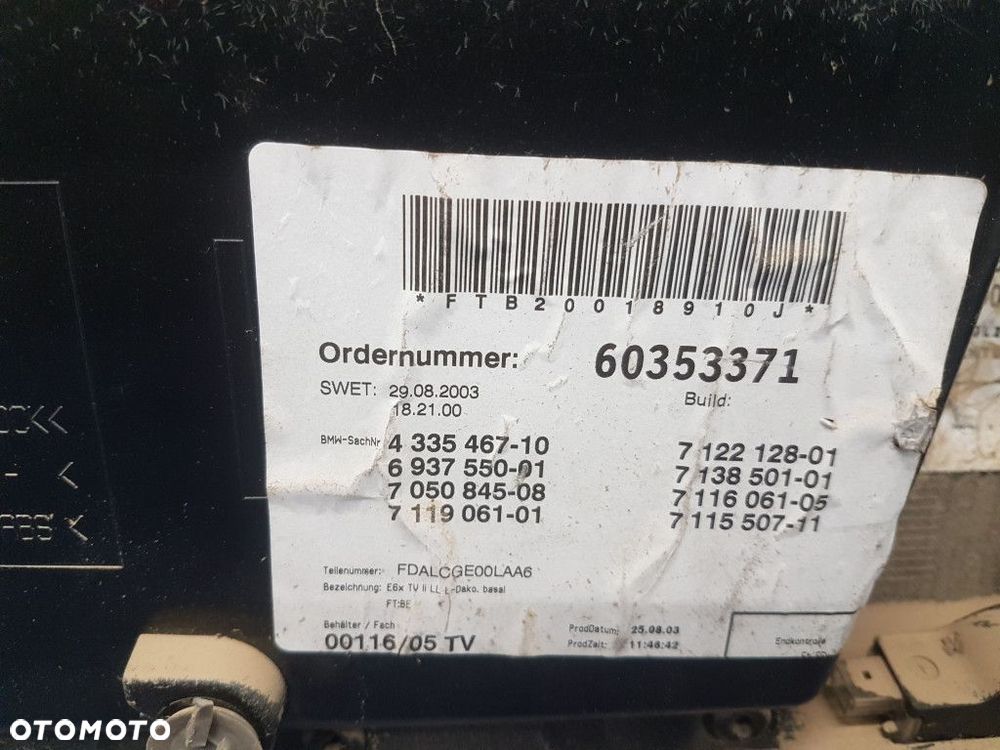 *FTB20018910J*
Ordernummer: 60353371
SWET: 29.08.2003 Build:
18.21.00
BMW-SachNr 4 335 467-10 7 122 128-01
6 937 550-01 7 138 501-01
7 050 845-08 7 116 061-05
7 119 061-01 7 115 507-11
Teilenummer: FDALCGE00LAA6
Bezeichnung: E6x TV li LL L-Dako. basal
FT:BE
Behälter / Fach ProdDatum: 25.08.03
00116/05 TV ProdZeit: 11:46:42
Endkontrolle
OTOMOTO